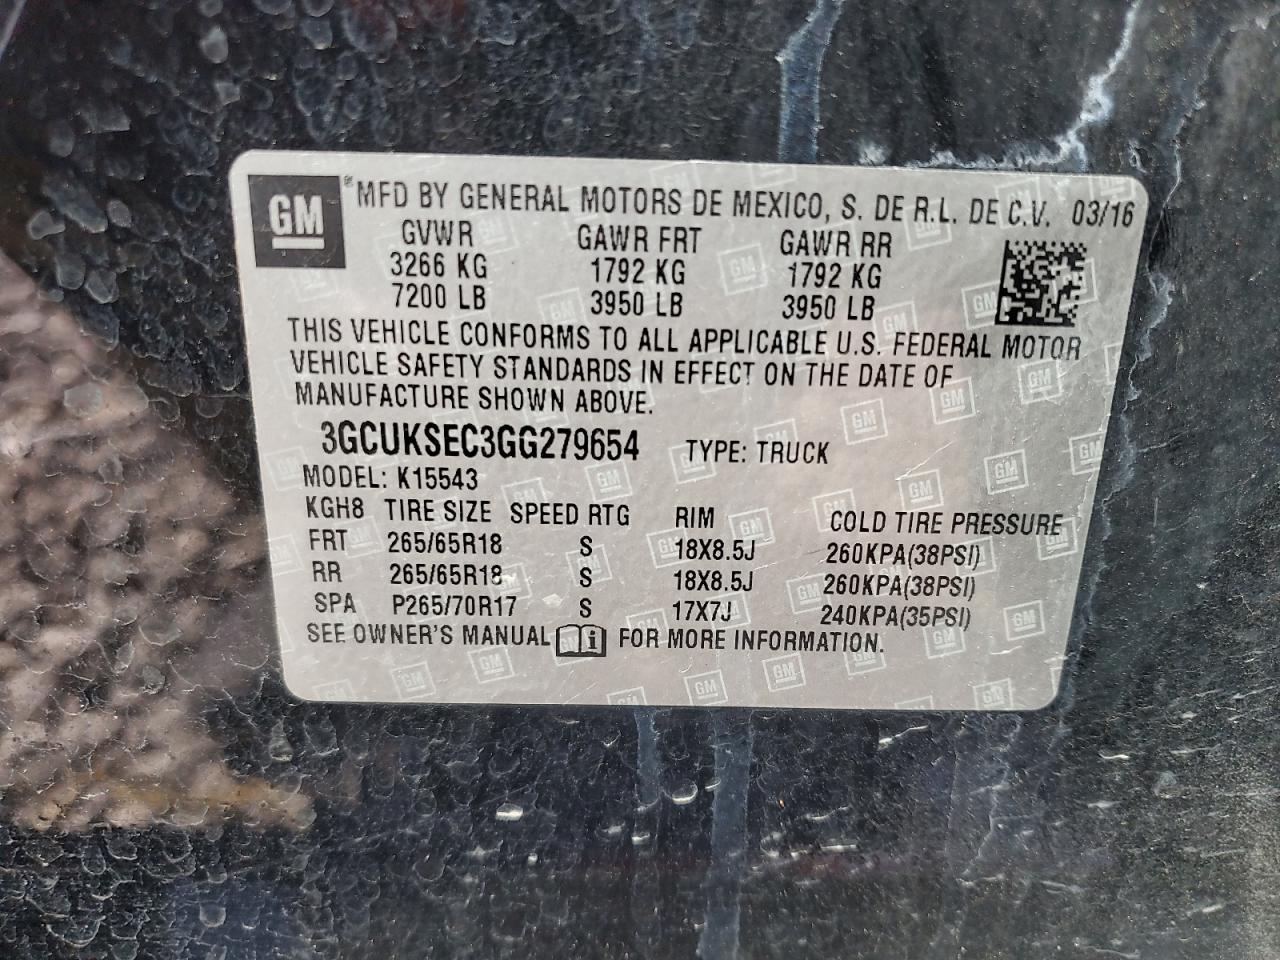 GM ® MFD BY GENERAL MOTORS DE MEXICO, S. DE R.L. DE C.V. 03/16
GVWR GAWR FRT GAWR RR
3266 KG 1792 KG 1792 KG
7200 LB 3950 LB 3950 LB
THIS VEHICLE CONFORMS TO ALL APPLICABLE U.S. FEDERAL MOTOR
VEHICLE SAFETY STANDARDS IN EFFECT ON THE DATE OF
MANUFACTURE SHOWN ABOVE.
3GCUKSEC3GG279654 TYPE: TRUCK
MODEL: K15543
KGH8 TIRE SIZE SPEED RTG RIM COLD TIRE PRESSURE
FRT 265/65R18 S 18X8.5J 260KPA(38PSI)
RR 265/65R18 S 18X8.5J 260KPA(38PSI)
SPA P265/70R17 S 17X7J 240KPA(35PSI)
SEE OWNER'S MANUAL i FOR MORE INFORMATION.